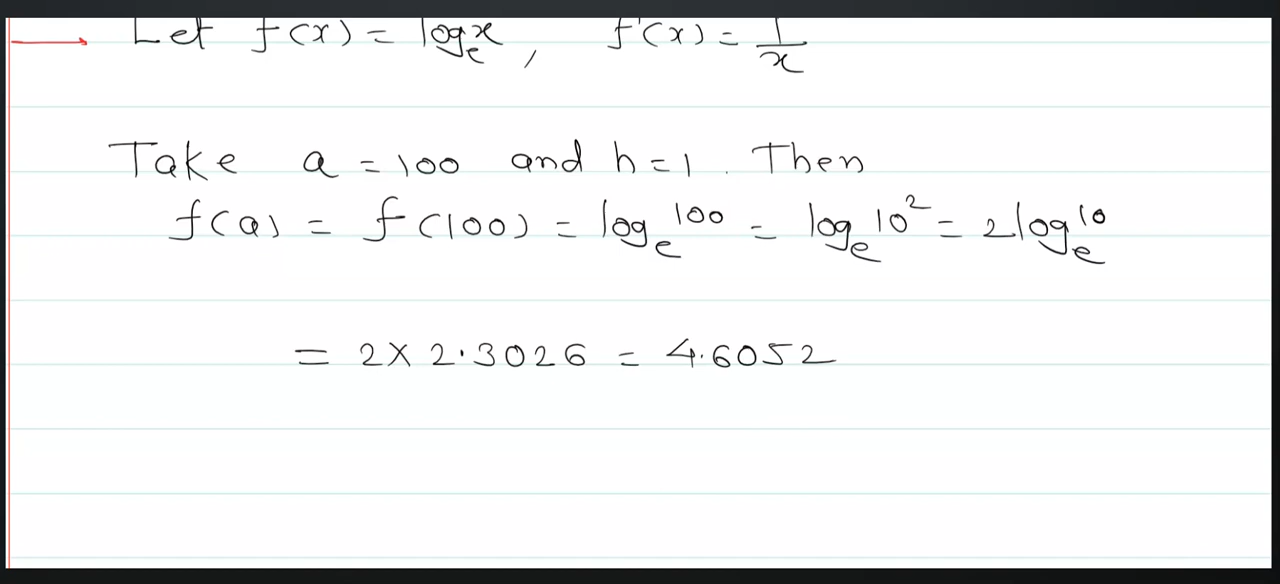 Let f(x) = logₑx, f'(x) = 1/x
Take a = 100 and h = 1. Then
f(a) = f(100) = logₑ100 = logₑ10² = 2logₑ10
= 2 × 2.3026 = 4.6052